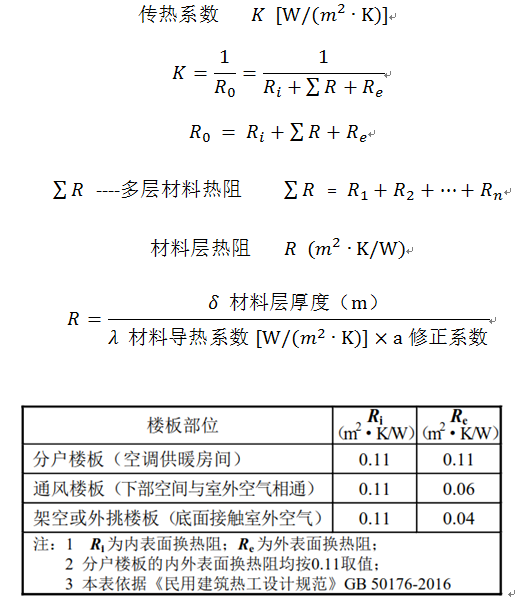 传热系数 K [W/(m²·K)]
K = 1/R₀ = 1/(Rᵢ + ∑R + Rₑ)
R₀ = Rᵢ + ∑R + Rₑ
∑R ----多层材料热阻 ∑R = R₁ + R₂ + ⋯ + Rₙ
材料层热阻 R (m²·K/W)
R = δ 材料层厚度（m）/ λ 材料导热系数 [W/(m²·K)] × a 修正系数
楼板部位 Rᵢ (m²•K/W) Rₑ (m²•K/W)
分户楼板（空调供暖房间） 0.11 0.11
通风楼板（下部空间与室外空气相通） 0.11 0.06
架空或外挑楼板（底面接触室外空气） 0.11 0.04
注：1 Rᵢ为内表面换热阻；Rₑ为外表面换热阻；
2 分户楼板的内外表面换热阻均按0.11取值；
3 本表依据《民用建筑热工设计规范》GB 50176-2016